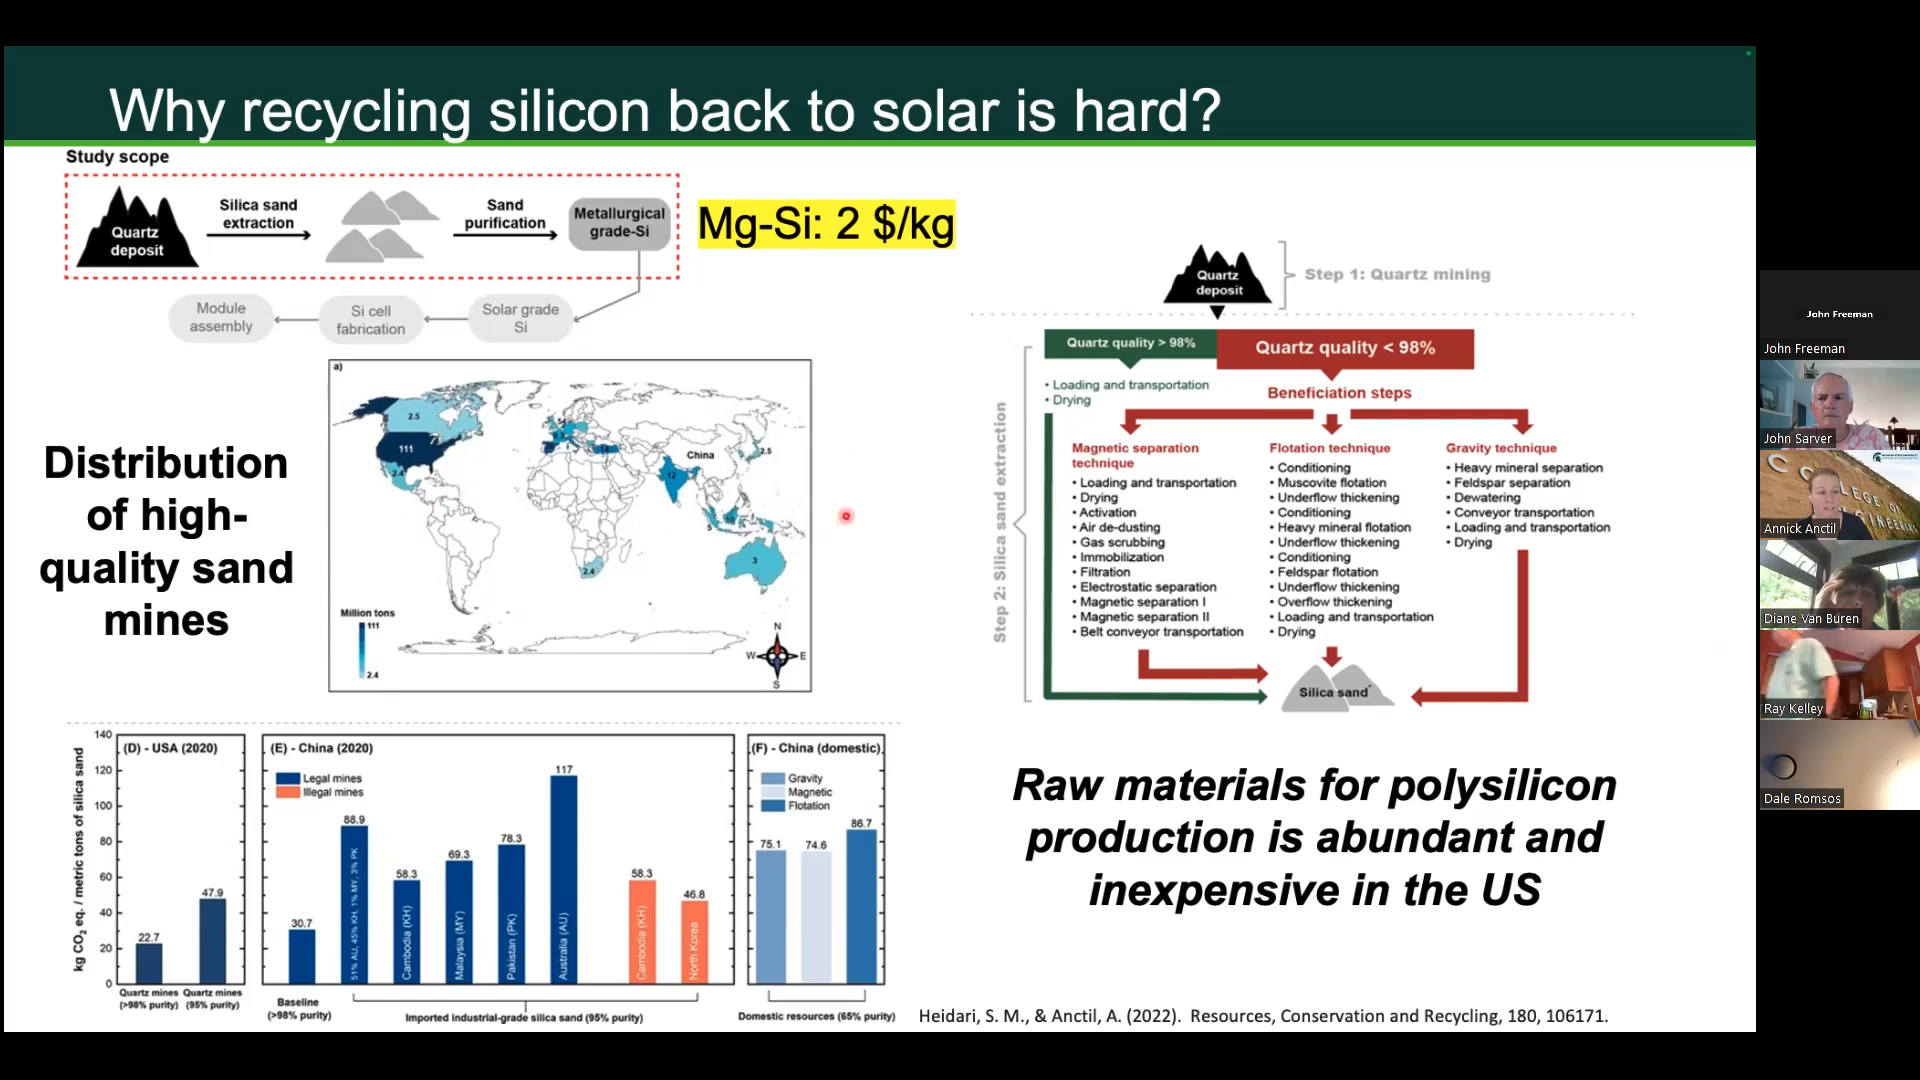 Why recycling silicon back to solar is hard?
Study scope
Quartz
deposit
Silica sand
extraction
Sand
purification
Metallurgical
grade-Si
Mg-Si: 2 $/kg
Module
assembly
Si cell
fabrication
Solar grade
Si
Distribution
of high-
quality sand
mines
a)
2.5
111
2.4
China
2.5
12
5
3
2.4
Million tons
111
2.4
N
W
E
S
Quartz
deposit
Step 1: Quartz mining
Step 2: Silica sand extraction
Quartz quality > 98%
Quartz quality < 98%
• Loading and transportation
• Drying
Beneficiation steps
Magnetic separation
technique
• Loading and transportation
• Drying
• Activation
• Air de-dusting
• Gas scrubbing
• Immobilization
• Filtration
• Electrostatic separation
• Magnetic separation I
• Magnetic separation II
• Belt conveyor transportation
Flotation technique
• Conditioning
• Muscovite flotation
• Underflow thickening
• Conditioning
• Heavy mineral flotation
• Underflow thickening
• Conditioning
• Feldspar flotation
• Underflow thickening
• Overflow thickening
• Loading and transportation
• Drying
Gravity technique
• Heavy mineral separation
• Feldspar separation
• Dewatering
• Conveyor transportation
• Loading and transportation
• Drying
Silica sand*
kg CO2 eq. / metric tons of silica sand
140
120
100
80
60
40
20
0
(D) - USA (2020)
22.7
47.9
Quartz mines
(>98% purity)
Quartz mines
(95% purity)
(E) - China (2020)
Legal mines
Illegal mines
30.7
88.9
58.3
69.3
78.3
117
58.3
46.8
51% AU, 45% KH, 1% MY, 3% PK
Cambodia (KH)
Malaysia (MY)
Pakistan (PK)
Australia (AU)
Cambodia (KH)
North Korea
Baseline
(>98% purity)
Imported industrial-grade silica sand (95% purity)
(F) - China (domestic)
Gravity
Magnetic
Flotation
75.1
74.6
86.7
Domestic resources (65% purity)
Raw materials for polysilicon
production is abundant and
inexpensive in the US
Heidari, S. M., & Anctil, A. (2022). Resources, Conservation and Recycling, 180, 106171.
John Freeman
John Freeman
John Sarver
COLLEGE OF
ENGINEERING
Annick Anctil
Diane Van Buren
Ray Kelley
Dale Romsos